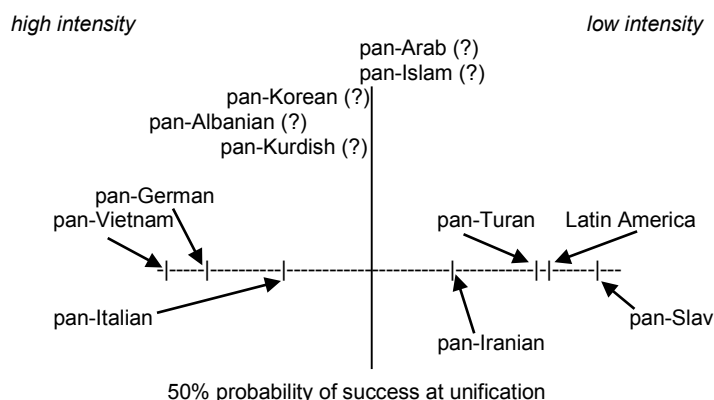 high intensity
low intensity
pan-Arab (?)
pan-Islam (?)
pan-Korean (?)
pan-Albanian (?)
pan-Kurdish (?)
pan-German
pan-Vietnam
pan-Turan
Latin America
pan-Italian
pan-Slav
pan-Iranian
50% probability of success at unification